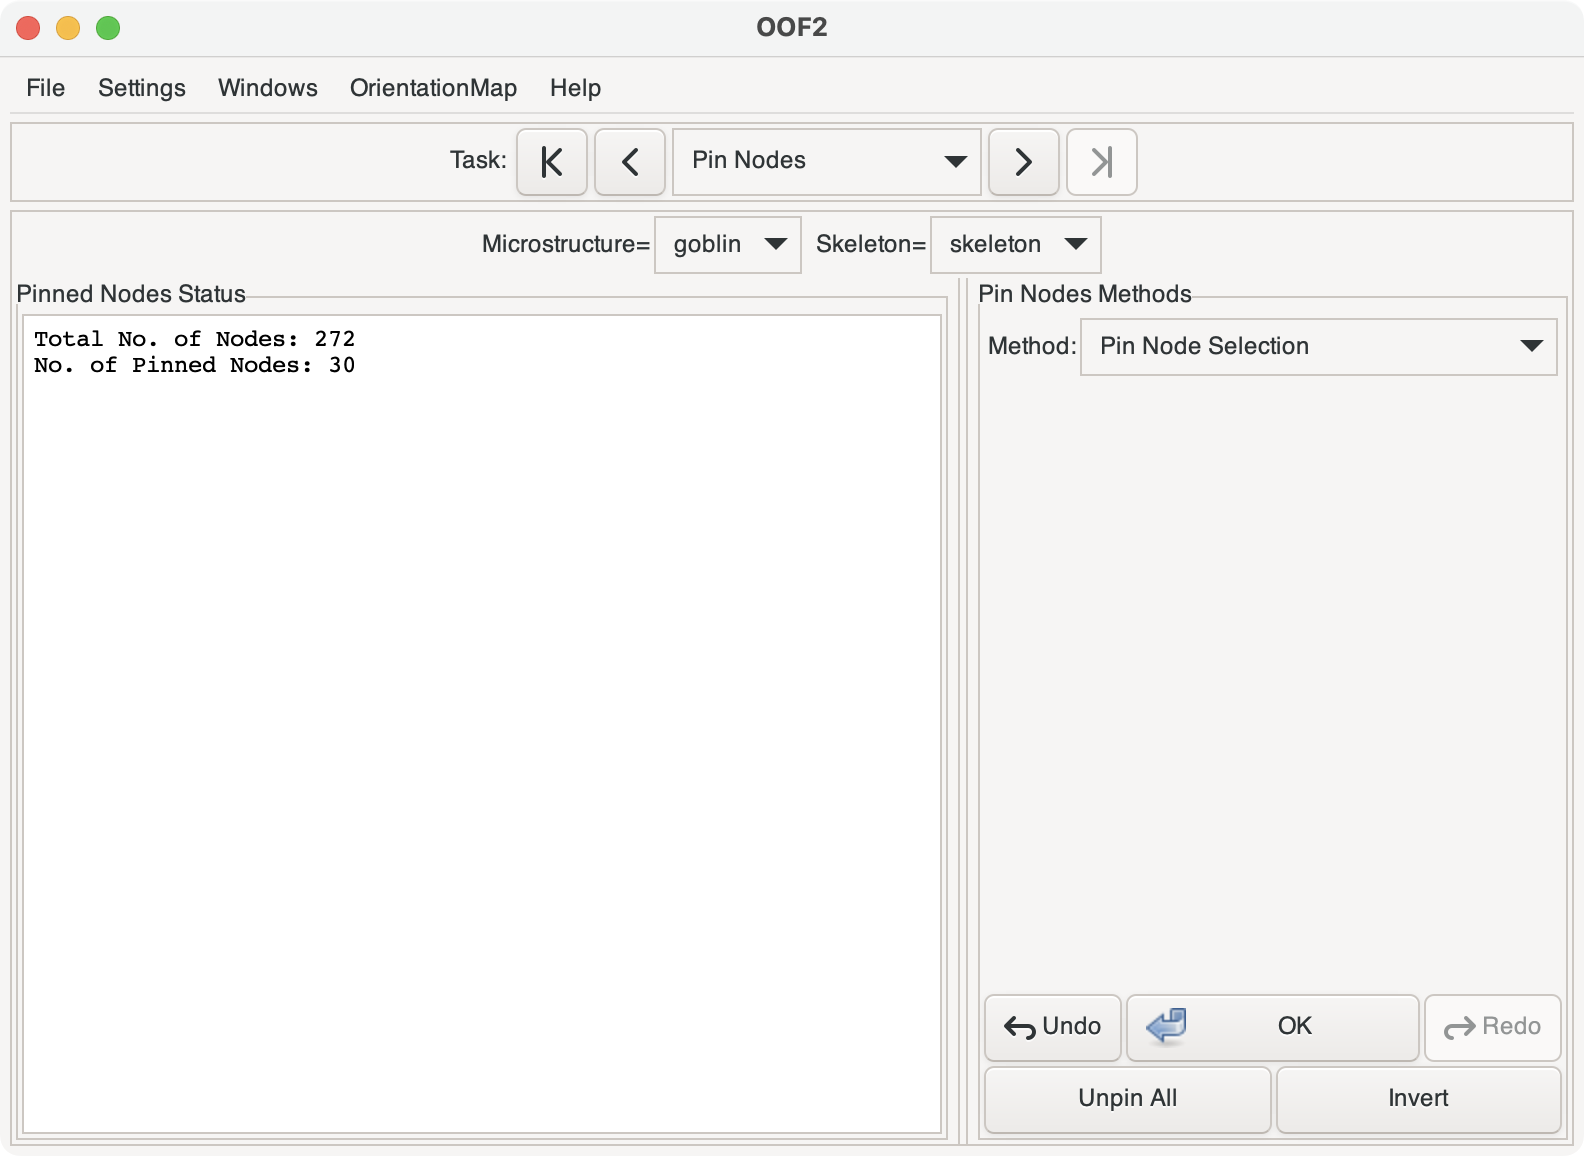 OOF2
File Settings Windows OrientationMap Help
Task: Pin Nodes
Microstructure= goblin Skeleton= skeleton
Pinned Nodes Status
Total No. of Nodes: 272
No. of Pinned Nodes: 30
Pin Nodes Methods
Method: Pin Node Selection
Undo OK Redo
Unpin All Invert